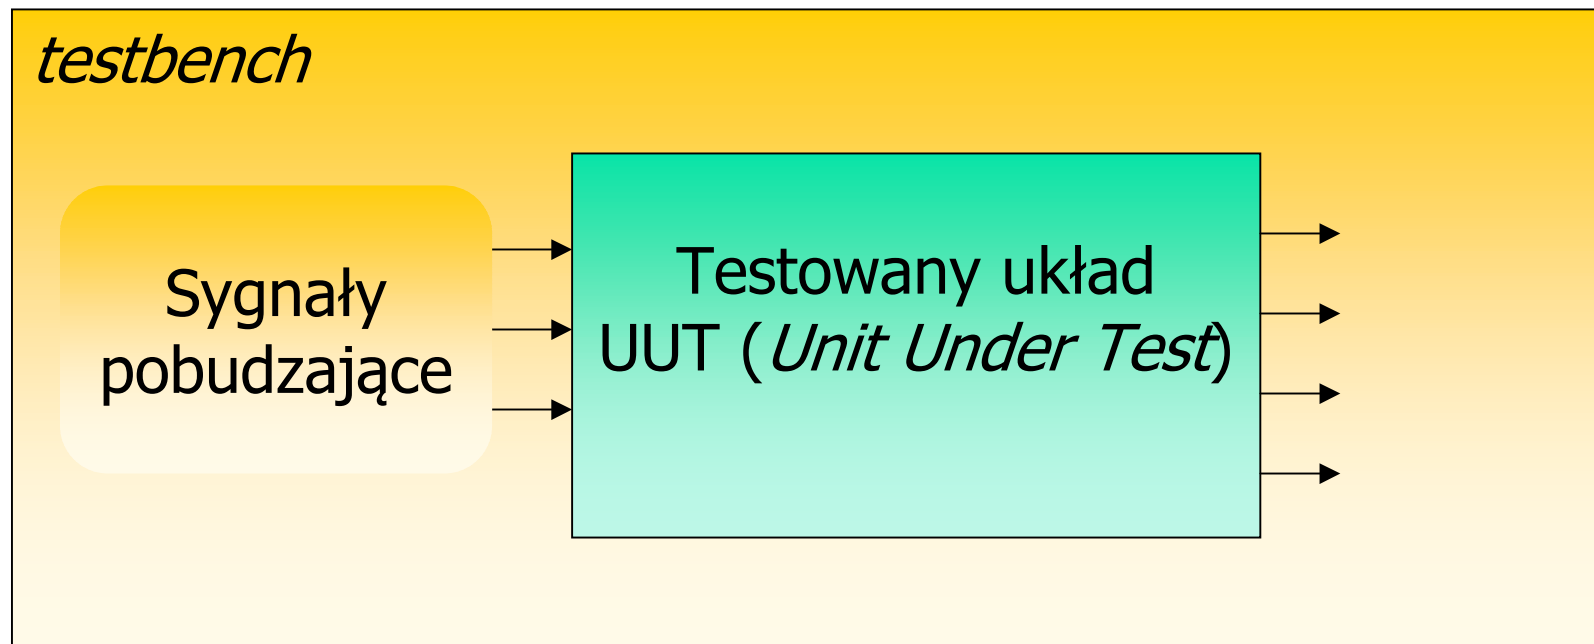 testbench
Sygnały
pobudzające
Testowany układ
UUT (Unit Under Test)